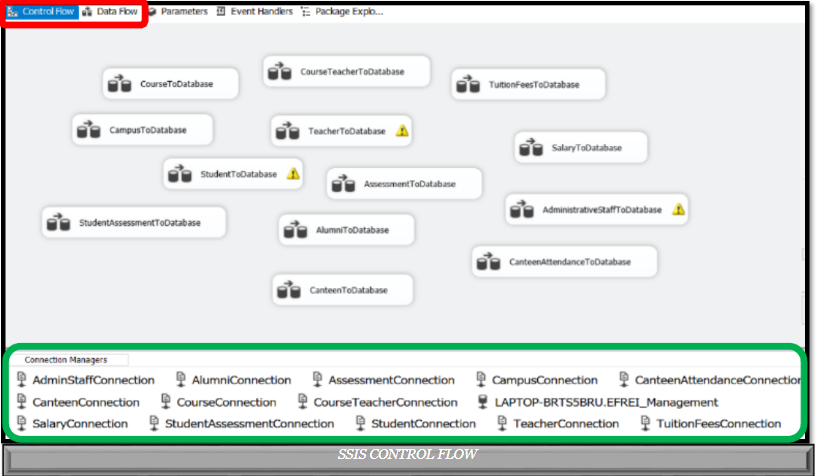 Control Flow Data Flow Parameters Event Handlers Package Explo...
CourseToDatabase
CourseTeacherToDatabase
TuitionFeesToDatabase
CampusToDatabase
TeacherToDatabase
SalaryToDatabase
StudentToDatabase
AssessmentToDatabase
StudentAssessmentToDatabase
AlumniToDatabase
AdministrativeStaffToDatabase
CanteenAttendanceToDatabase
CanteenToDatabase
Connection Managers
AdminStaffConnection AlumniConnection AssessmentConnection CampusConnection CanteenAttendanceConnection
CanteenConnection CourseConnection CourseTeacherConnection LAPTOP-BRTS5BRU.EFREI_Management
SalaryConnection StudentAssessmentConnection StudentConnection TeacherConnection TuitionFeesConnection
SSIS CONTROL FLOW